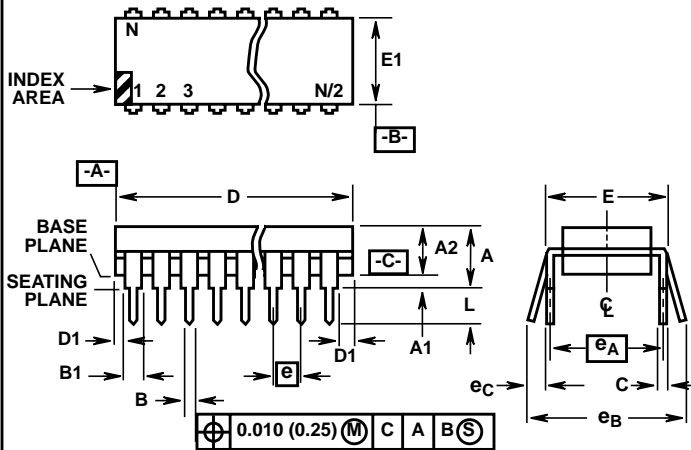 N
E1
INDEX
AREA
1 2 3 N/2
-B-
-A-
D
E
BASE
PLANE
A2
A
-C-
SEATING
PLANE
L
C L
D1
A1
D1
e
eA
B1
eC
C
B
eB
0.010 (0.25) M C A B S